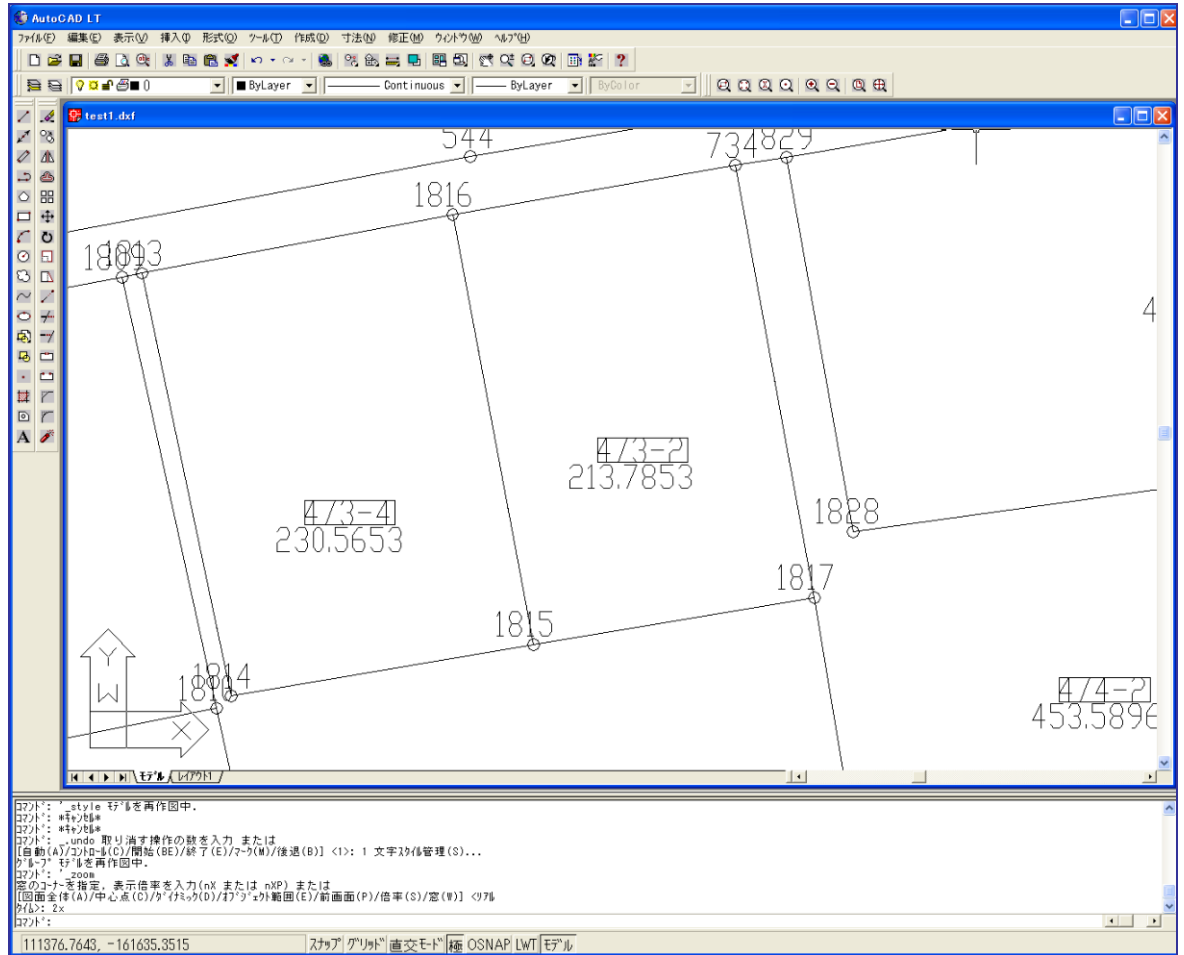 AutoCAD LT
ﾌｧｲﾙ(F) 編集(E) 表示(V) 挿入(I) 形式(O) ﾂｰﾙ(T) 作成(D) 寸法(N) 修正(M) ｳｨﾝﾄﾞｳ(W) ﾍﾙﾌﾟ(H)
0 ByLayer Continuous ByLayer ByColor
test1.dxf
544
734 829
1816
1809 1813
4
473-2
213.7853
473-4
230.5653
1828
1817
1815
1814
474-2
453.5896
Y
W
X
ﾓﾃﾞﾙ ﾚｲｱｳﾄ1
ｺﾏﾝﾄﾞ: '_style ﾓﾃﾞﾙを再作図中.
ｺﾏﾝﾄﾞ: *ｷｬﾝｾﾙ*
ｺﾏﾝﾄﾞ: *ｷｬﾝｾﾙ*
ｺﾏﾝﾄﾞ: _.undo 取り消す操作の数を入力 または
[自動(A)/ｺﾝﾄﾛｰﾙ(C)/開始(BE)/終了(E)/ﾏｰｸ(M)/後退(B)] <1>: 1 文字ｽﾀｲﾙ管理(S)...
ｸﾞﾙｰﾌﾟ ﾓﾃﾞﾙを再作図中.
ｺﾏﾝﾄﾞ: '_zoom
窓のｺｰﾅｰを指定, 表示倍率を入力(nX または nXP) または
[図面全体(A)/中心点(C)/ﾀﾞｲﾅﾐｯｸ(D)/ｵﾌﾞｼﾞｪｸﾄ範囲(E)/前画面(P)/倍率(S)/窓(W)] <ﾘｱﾙ
ﾀｲﾑ>: 2x
ｺﾏﾝﾄﾞ:
111376.7643, -161635.3515 ｽﾅｯﾌﾟ ｸﾞﾘｯﾄﾞ 直交ﾓｰﾄﾞ 極 OSNAP LWT ﾓﾃﾞﾙ